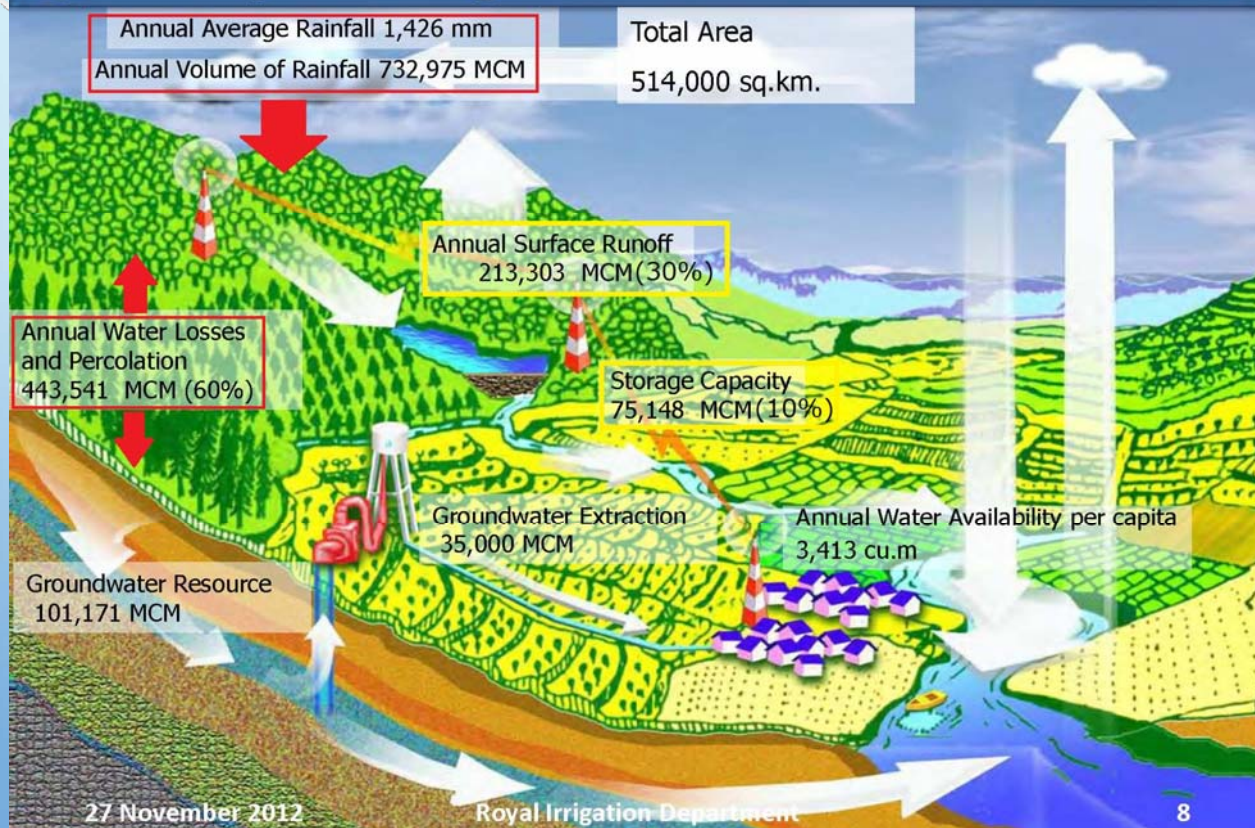 Annual Average Rainfall 1,426 mm
Annual Volume of Rainfall 732,975 MCM
Total Area
514,000 sq.km.
Annual Surface Runoff
213,303 MCM (30%)
Annual Water Losses
and Percolation
443,541 MCM (60%)
Storage Capacity
75,148 MCM (10%)
Groundwater Extraction
35,000 MCM
Annual Water Availability per capita
3,413 cu.m
Groundwater Resource
101,171 MCM
27 November 2012
Royal Irrigation Department
8